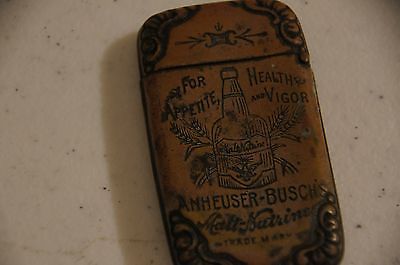 FOR HEALTH
APPETITE, AND VIGOR
Malt-Nutrine
ANHEUSER-BUSCH'S
Malt-Nutrine
TRADE MARK